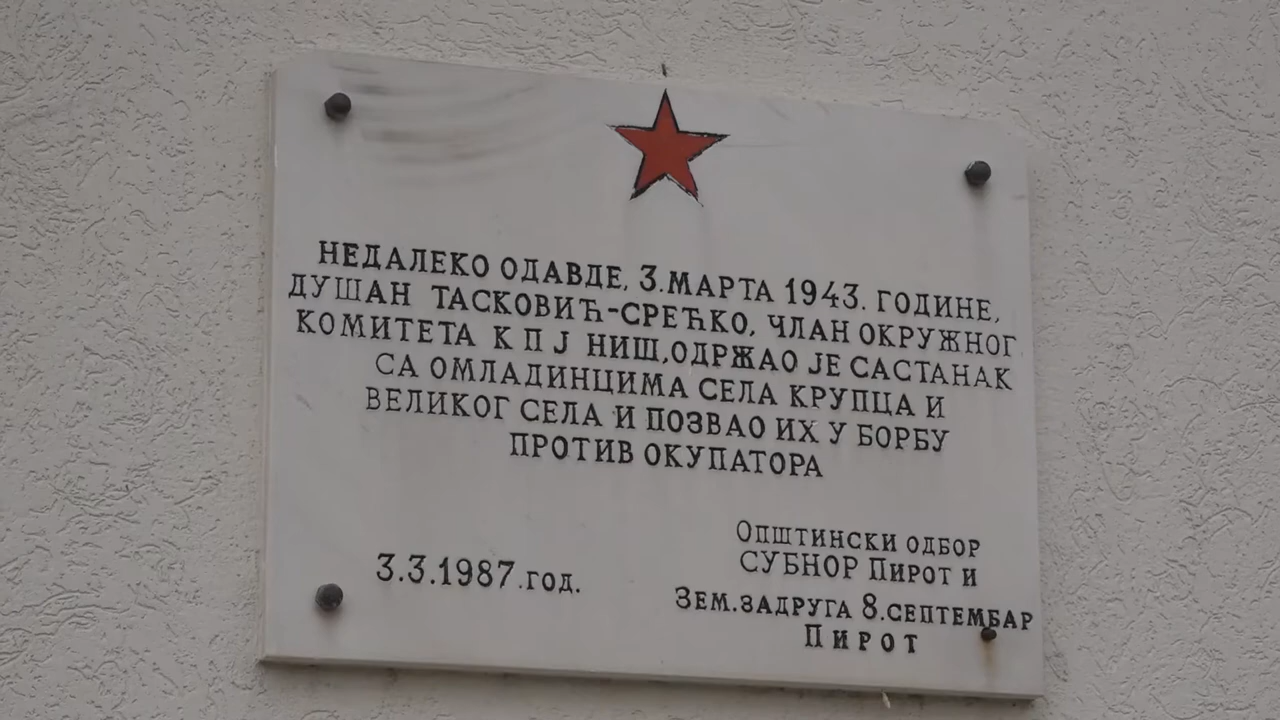 НЕДАЛЕКО ОДАВДЕ, 3. МАРТА 1943. ГОДИНЕ,
ДУШАН ТАСКОВИЋ-СРЕЋКО, ЧЛАН ОКРУЖНОГ
КОМИТЕТА К П Ј НИШ, ОДРЖАО ЈЕ САСТАНАК
СА ОМЛАДИНЦИМА СЕЛА КРУПЦА И
ВЕЛИКОГ СЕЛА И ПОЗВАО ИХ У БОРБУ
ПРОТИВ ОКУПАТОРА
3.3.1987. ГОД.
ОПШТИНСКИ ОДБОР
СУБНОР ПИРОТ И
ЗЕМ. ЗАДРУГА 8. СЕПТЕМБАР
ПИРОТ